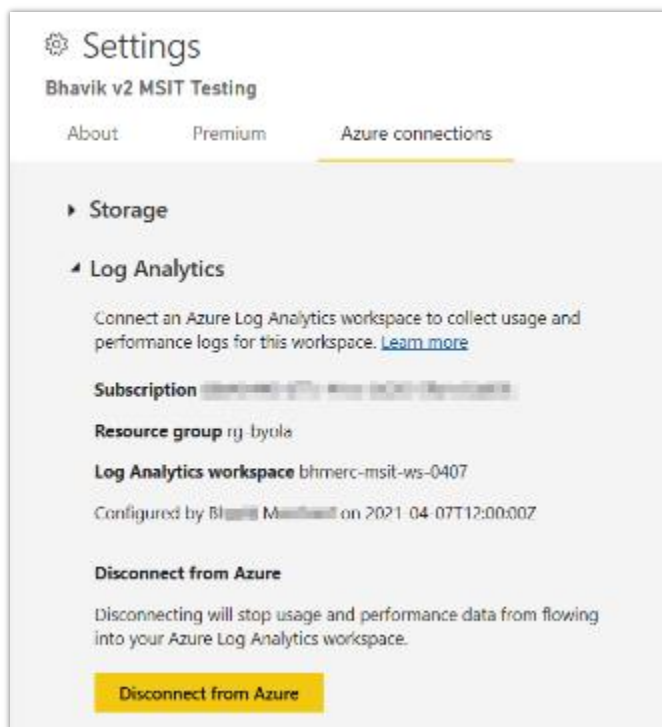 Settings
Bhavik v2 MSIT Testing
About Premium Azure connections
Storage
Log Analytics
Connect an Azure Log Analytics workspace to collect usage and
performance logs for this workspace. Learn more
Subscription
Resource group rg-byola
Log Analytics workspace bhmerc-msit-ws-0407
Configured by on 2021-04-07T12:00:00Z
Disconnect from Azure
Disconnecting will stop usage and performance data from flowing
into your Azure Log Analytics workspace.
Disconnect from Azure